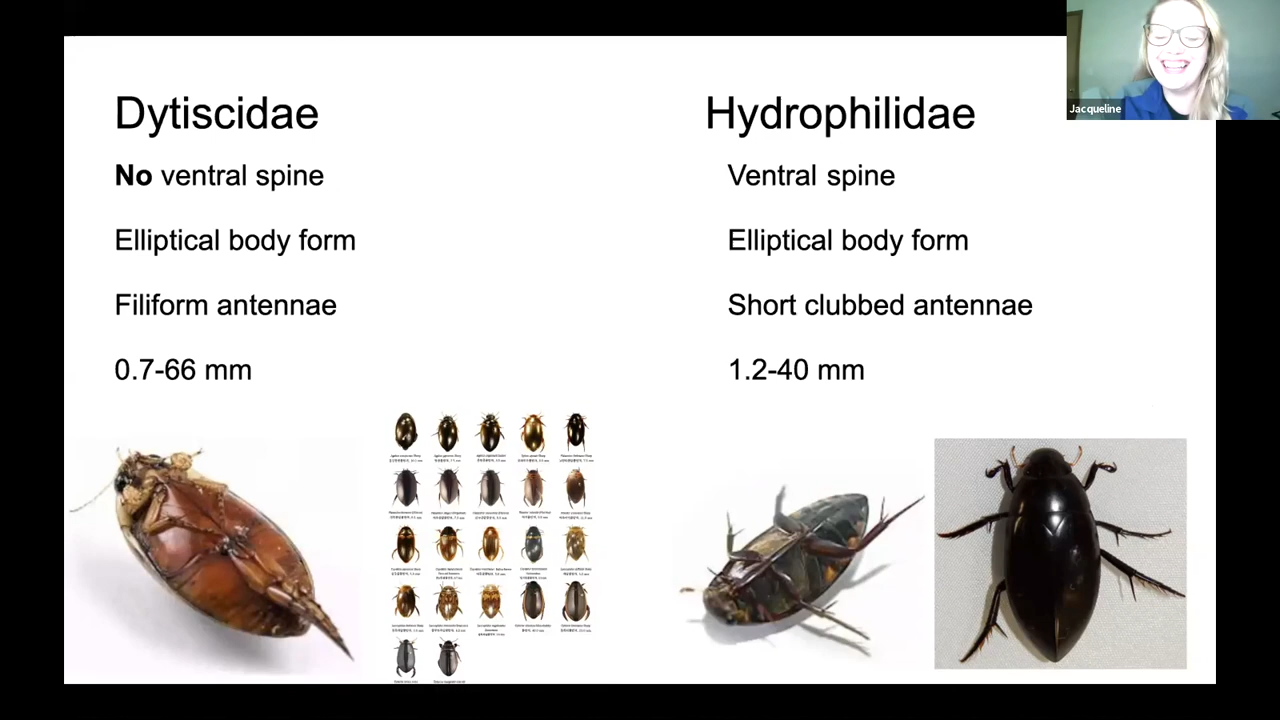 Dytiscidae
No ventral spine
Elliptical body form
Filiform antennae
0.7-66 mm
Hydrophilidae
Ventral spine
Elliptical body form
Short clubbed antennae
1.2-40 mm
Jacqueline